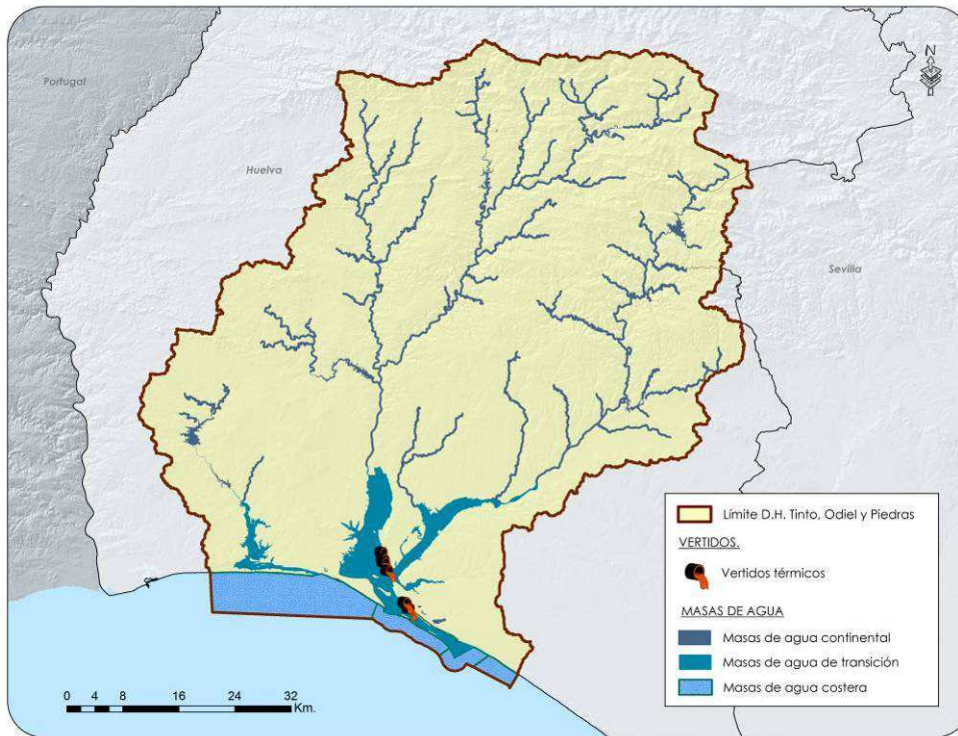 Portugal
N
Huelva
Sevilla
Límite D.H. Tinto, Odiel y Piedras
VERTIDOS.
Vertidos térmicos
MASAS DE AGUA
Masas de agua continental
Masas de agua de transición
Masas de agua costera
0 4 8 16 24 32
Km.